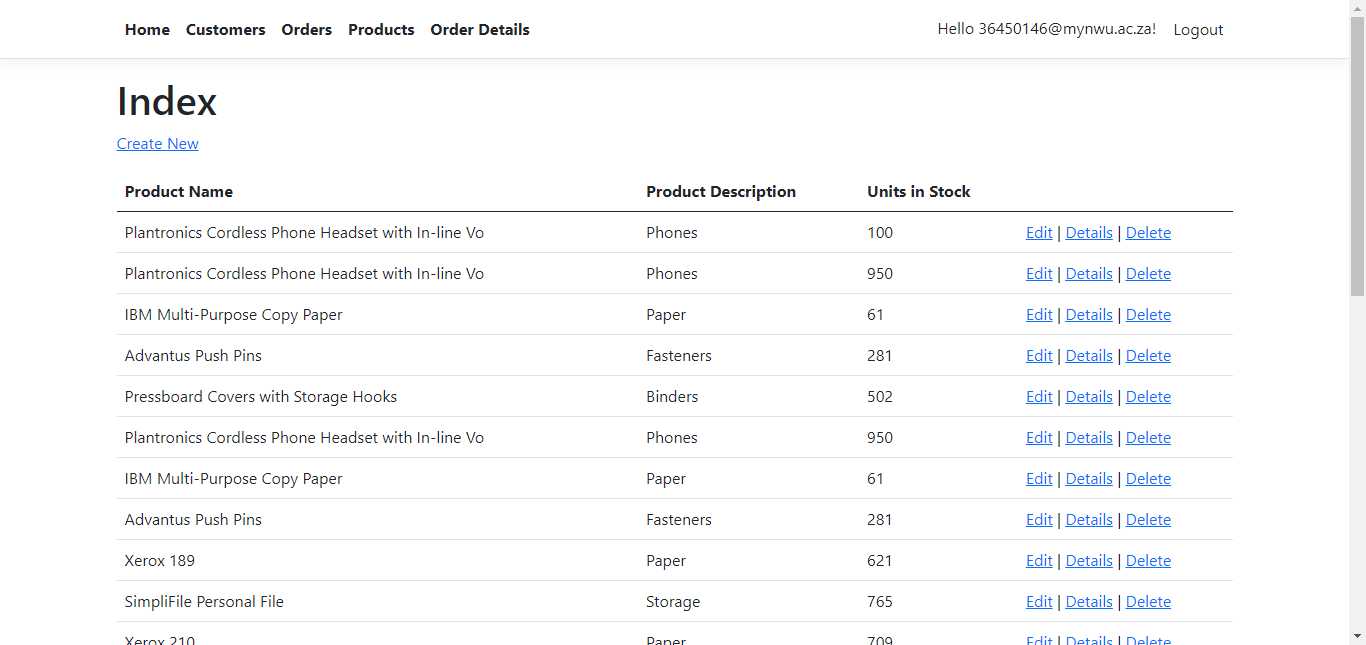 Home Customers Orders Products Order Details Hello 36450146@mynwu.ac.za! Logout
Index
Create New
Product Name Product Description Units in Stock
Plantronics Cordless Phone Headset with In-line Vo Phones 100 Edit | Details | Delete
Plantronics Cordless Phone Headset with In-line Vo Phones 950 Edit | Details | Delete
IBM Multi-Purpose Copy Paper Paper 61 Edit | Details | Delete
Advantus Push Pins Fasteners 281 Edit | Details | Delete
Pressboard Covers with Storage Hooks Binders 502 Edit | Details | Delete
Plantronics Cordless Phone Headset with In-line Vo Phones 950 Edit | Details | Delete
IBM Multi-Purpose Copy Paper Paper 61 Edit | Details | Delete
Advantus Push Pins Fasteners 281 Edit | Details | Delete
Xerox 189 Paper 621 Edit | Details | Delete
SimpliFile Personal File Storage 765 Edit | Details | Delete
Xerox 210 Paper 709 Edit | Details | Delete